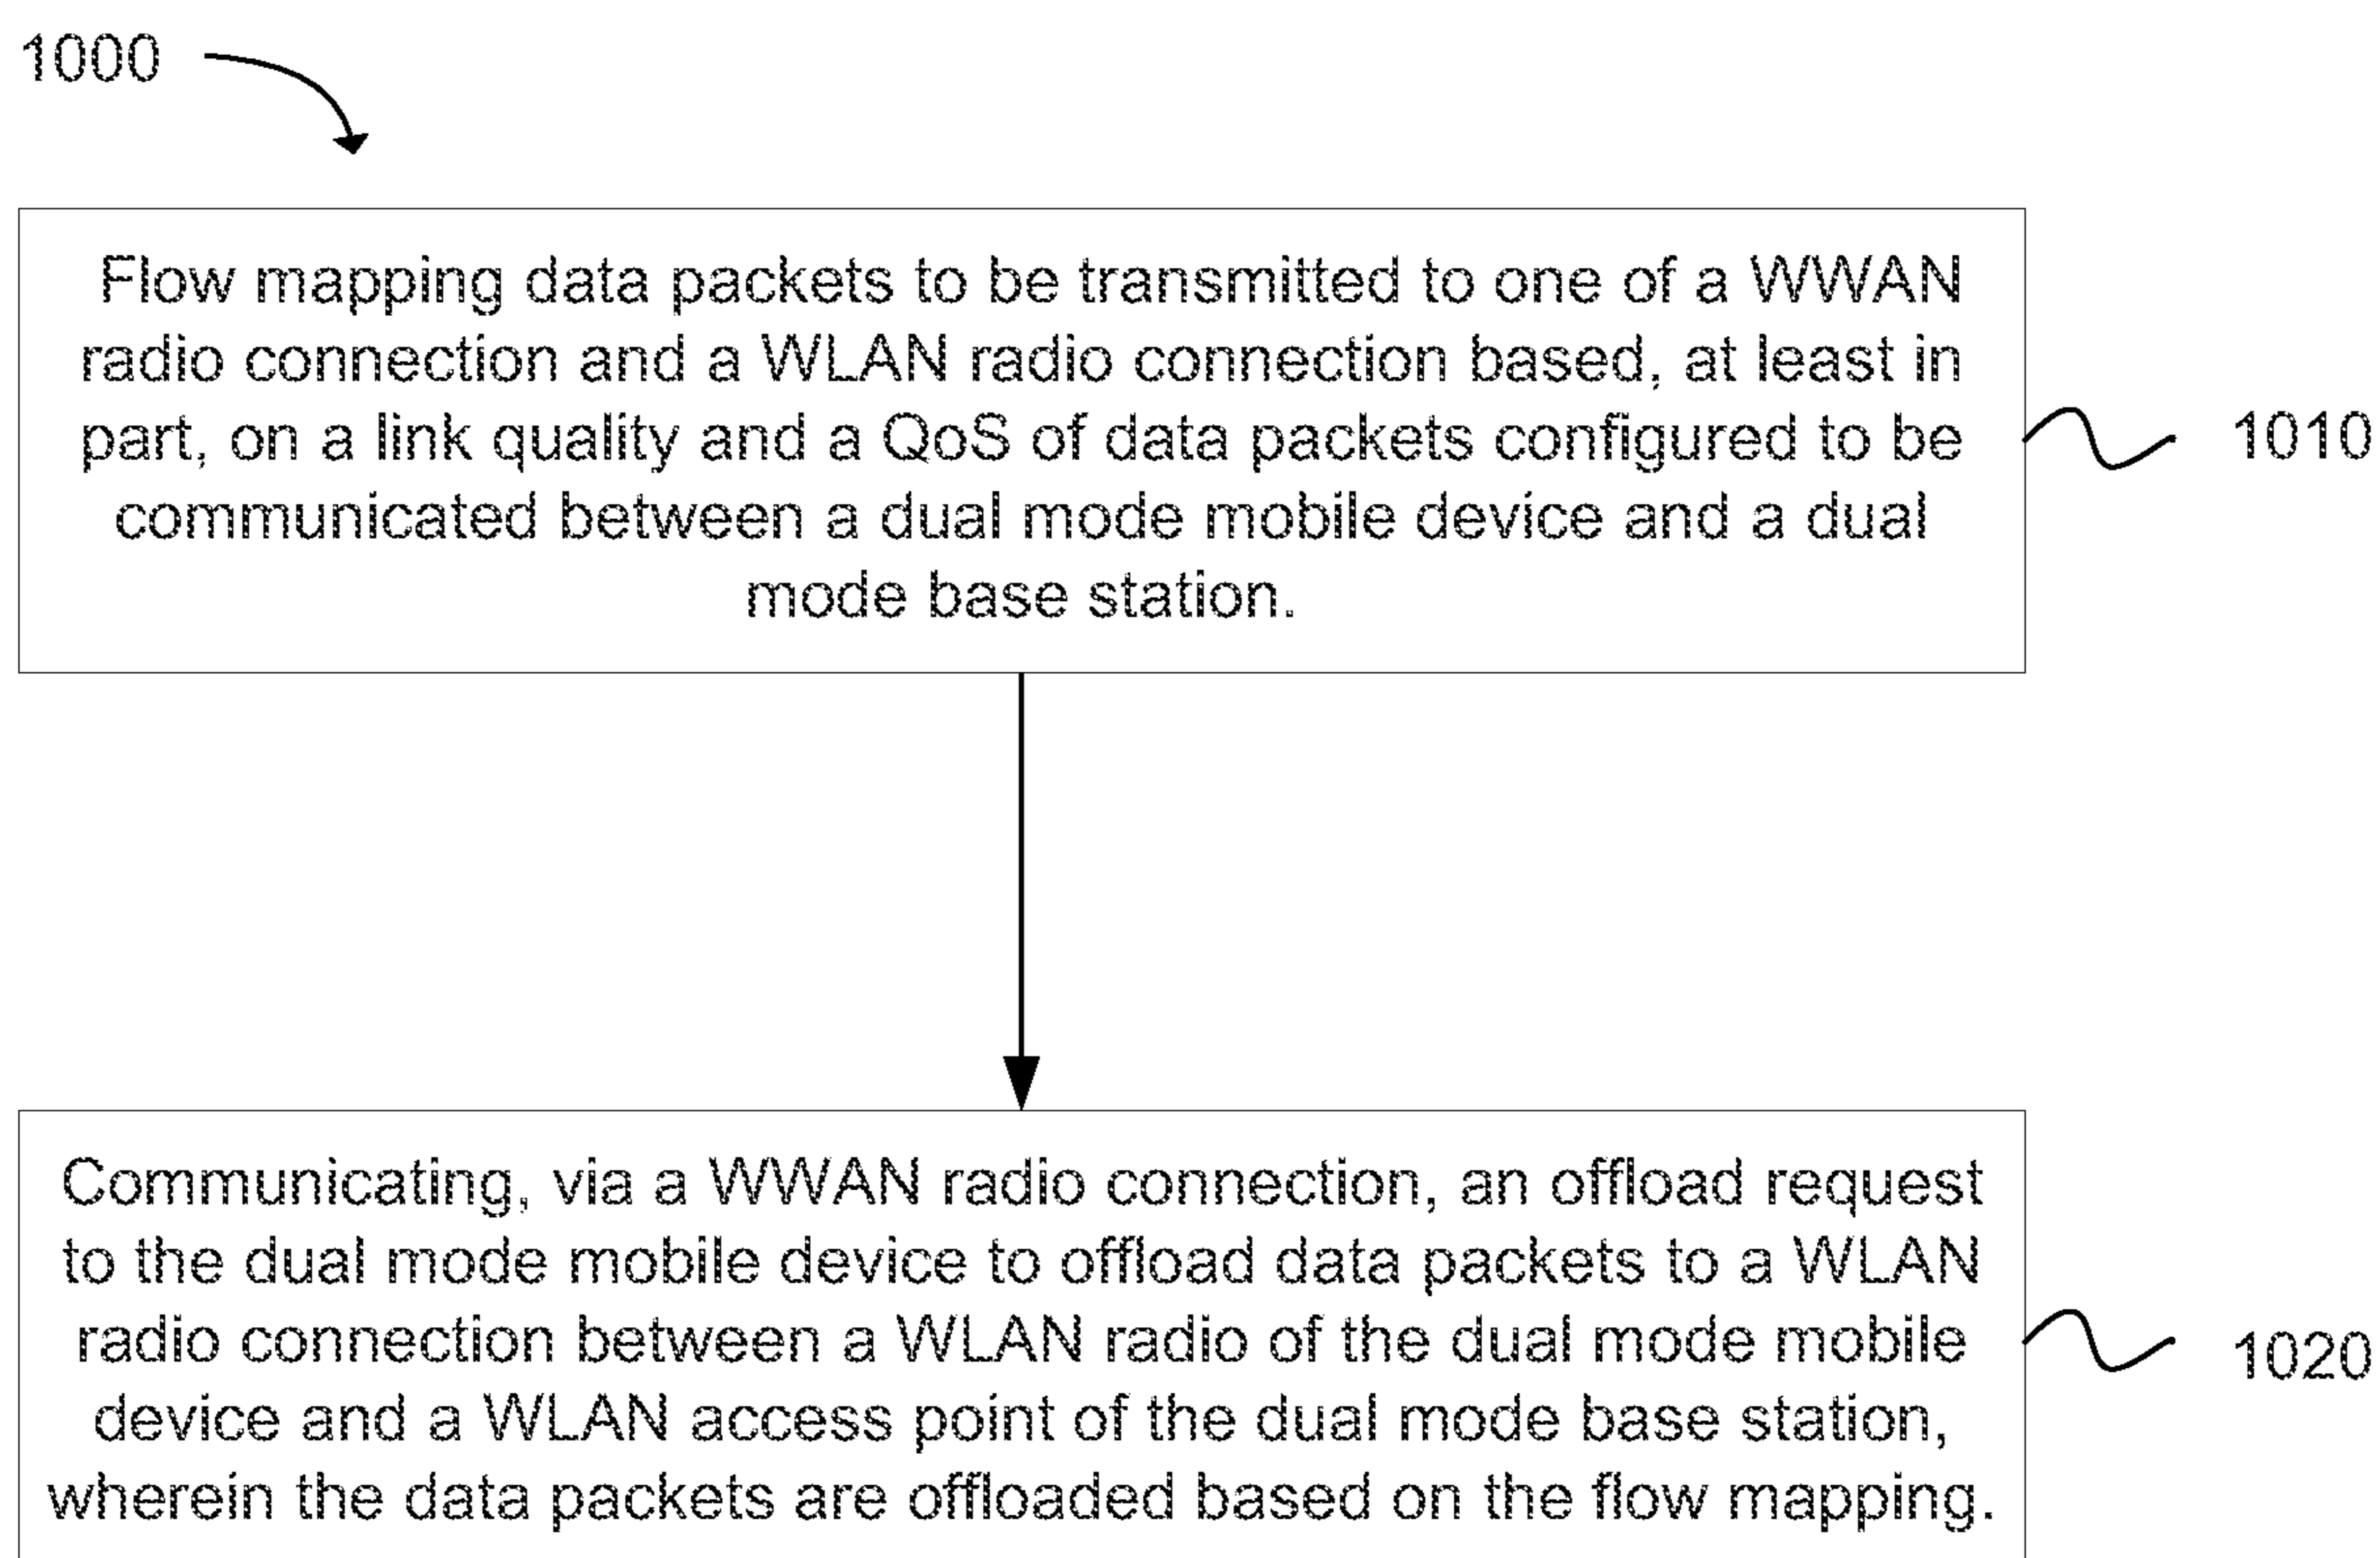 1000
Flow mapping data packets to be transmitted to one of a WWAN
radio connection and a WLAN radio connection based, at least in
part, on a link quality and a QoS of data packets configured to be
communicated between a dual mode mobile device and a dual
mode base station.
1010
Communicating, via a WWAN radio connection, an offload request
to the dual mode mobile device to offload data packets to a WLAN
radio connection between a WLAN radio of the dual mode mobile
device and a WLAN access point of the dual mode base station,
wherein the data packets are offloaded based on the flow mapping.
1020